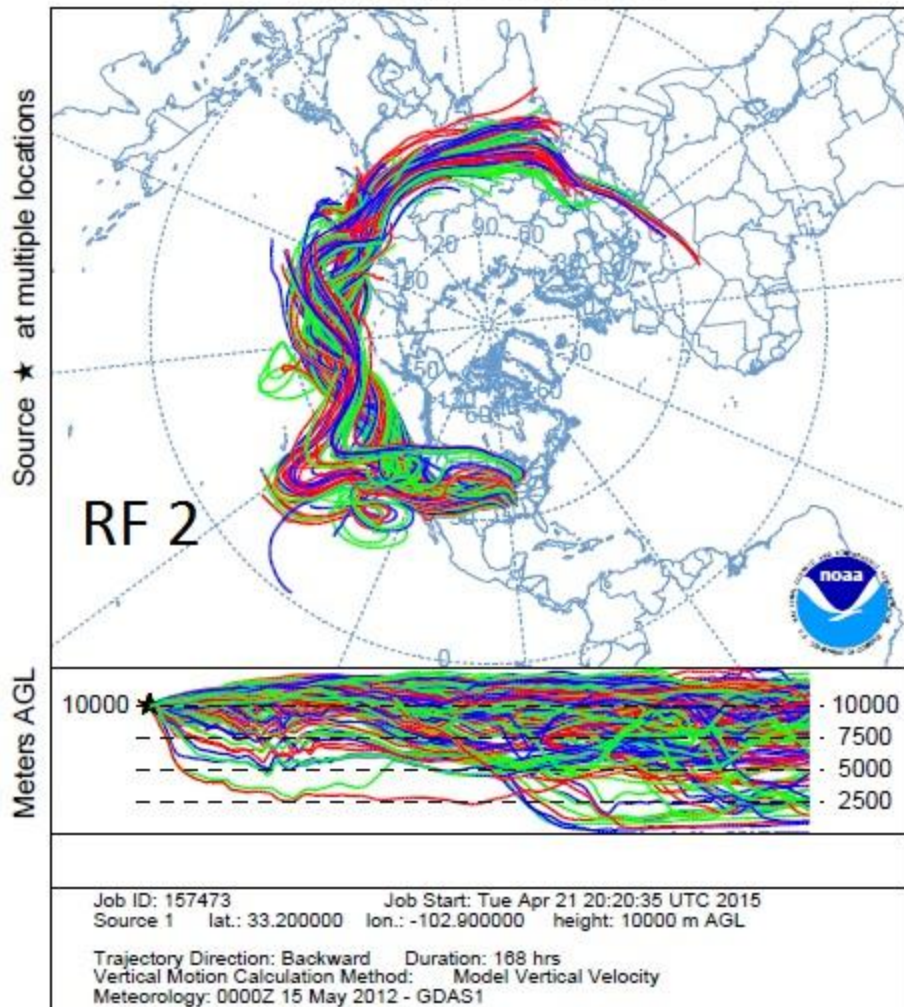 Source ★ at multiple locations
RF 2
noaa
Meters AGL
10000
10000
7500
5000
2500
Job ID: 157473 Job Start: Tue Apr 21 20:20:35 UTC 2015
Source 1 lat.: 33.200000 lon.: -102.900000 height: 10000 m AGL
Trajectory Direction: Backward Duration: 168 hrs
Vertical Motion Calculation Method: Model Vertical Velocity
Meteorology: 0000Z 15 May 2012 - GDAS1